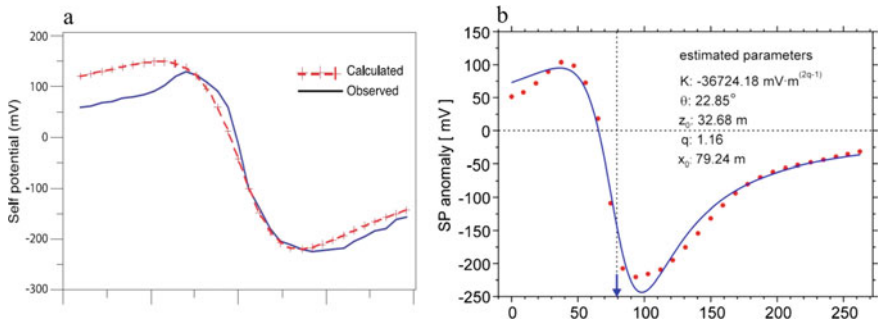 a
200
100
0
-100
-200
-300
Self potential (mV)
Calculated
Observed
b
150
100
50
0
-50
-100
-150
-200
-250
SP anomaly [ mV]
estimated parameters
K: -36724.18 mV·m(2q-1)
θ: 22.85°
z0: 32.68 m
q: 1.16
x0: 79.24 m
0 50 100 150 200 250